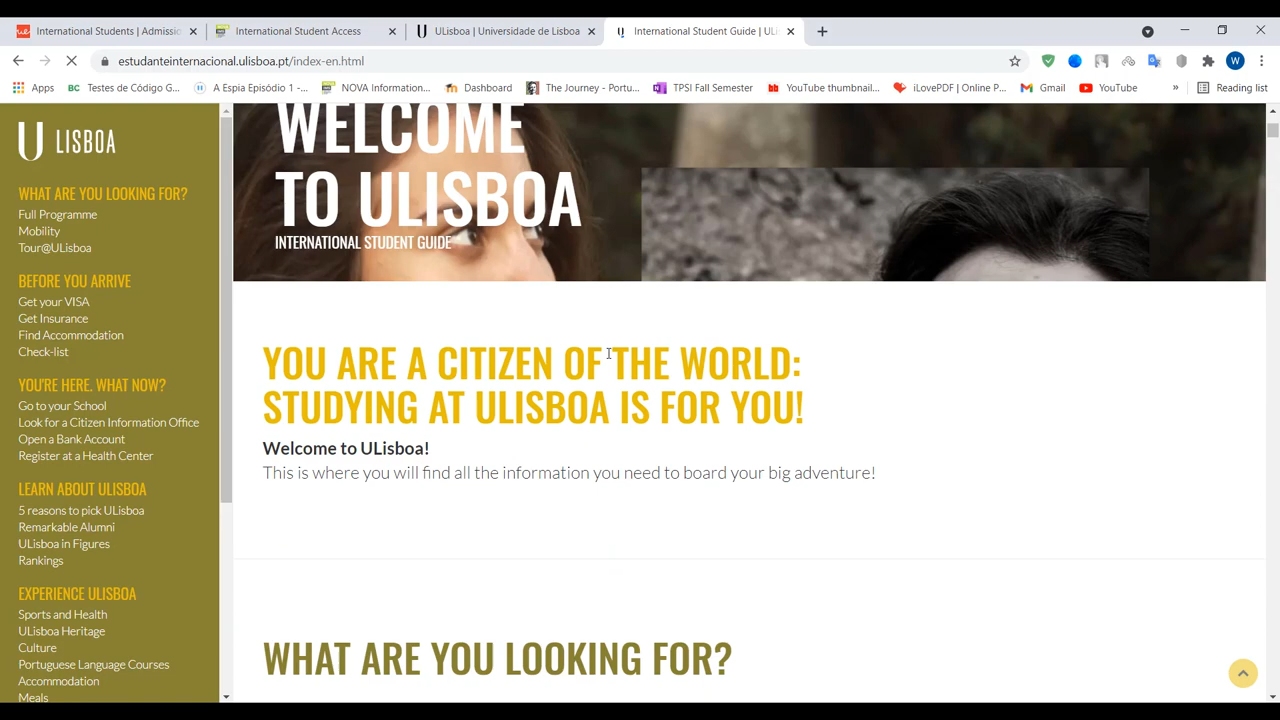 International Students | Admissi
International Student Access
ULisboa | Universidade de Lisboa
International Student Guide | UL
estudanteinternacional.ulisboa.pt/index-en.html
W
Apps
BC
Testes de Código G...
A Espia Episódio 1 -...
NOVA Information...
Dashboard
The Journey - Portu...
TPSI Fall Semester
YouTube thumbnail...
iLovePDF | Online P...
Gmail
YouTube
»
Reading list
U LISBOA
WHAT ARE YOU LOOKING FOR?
Full Programme
Mobility
Tour@ULisboa
BEFORE YOU ARRIVE
Get your VISA
Get Insurance
Find Accommodation
Check-list
YOU'RE HERE. WHAT NOW?
Go to your School
Look for a Citizen Information Office
Open a Bank Account
Register at a Health Center
LEARN ABOUT ULISBOA
5 reasons to pick ULisboa
Remarkable Alumni
ULisboa in Figures
Rankings
EXPERIENCE ULISBOA
Sports and Health
ULisboa Heritage
Culture
Portuguese Language Courses
Accommodation
Meals
WELCOME
TO ULISBOA
INTERNATIONAL STUDENT GUIDE
YOU ARE A CITIZEN OF THE WORLD:
STUDYING AT ULISBOA IS FOR YOU!
Welcome to ULisboa!
This is where you will find all the information you need to board your big adventure!
WHAT ARE YOU LOOKING FOR?